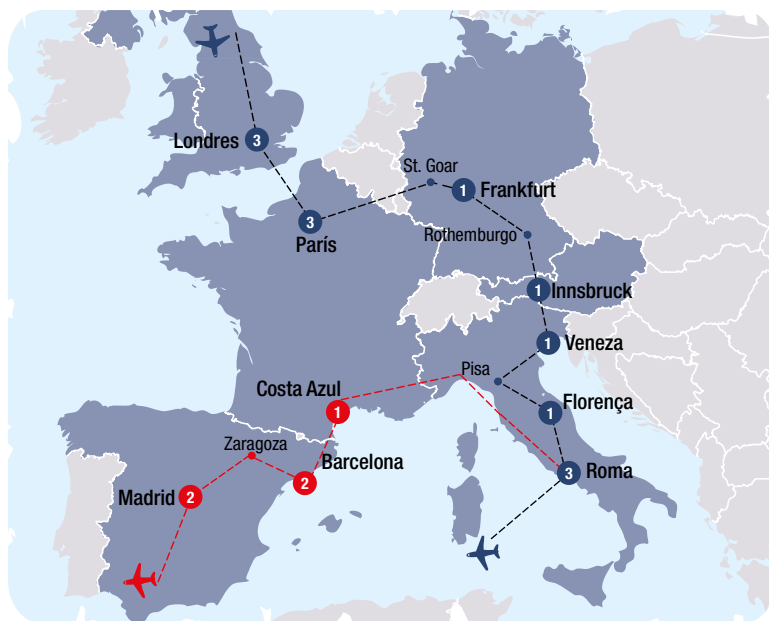 Londres 3
St. Goar
1 Frankfurt
3
París
Rothemburgo
1 Innsbruck
1 Veneza
Pisa
Costa Azul
1
Florença
1
Zaragoza
Barcelona
2
Madrid 2
3 Roma